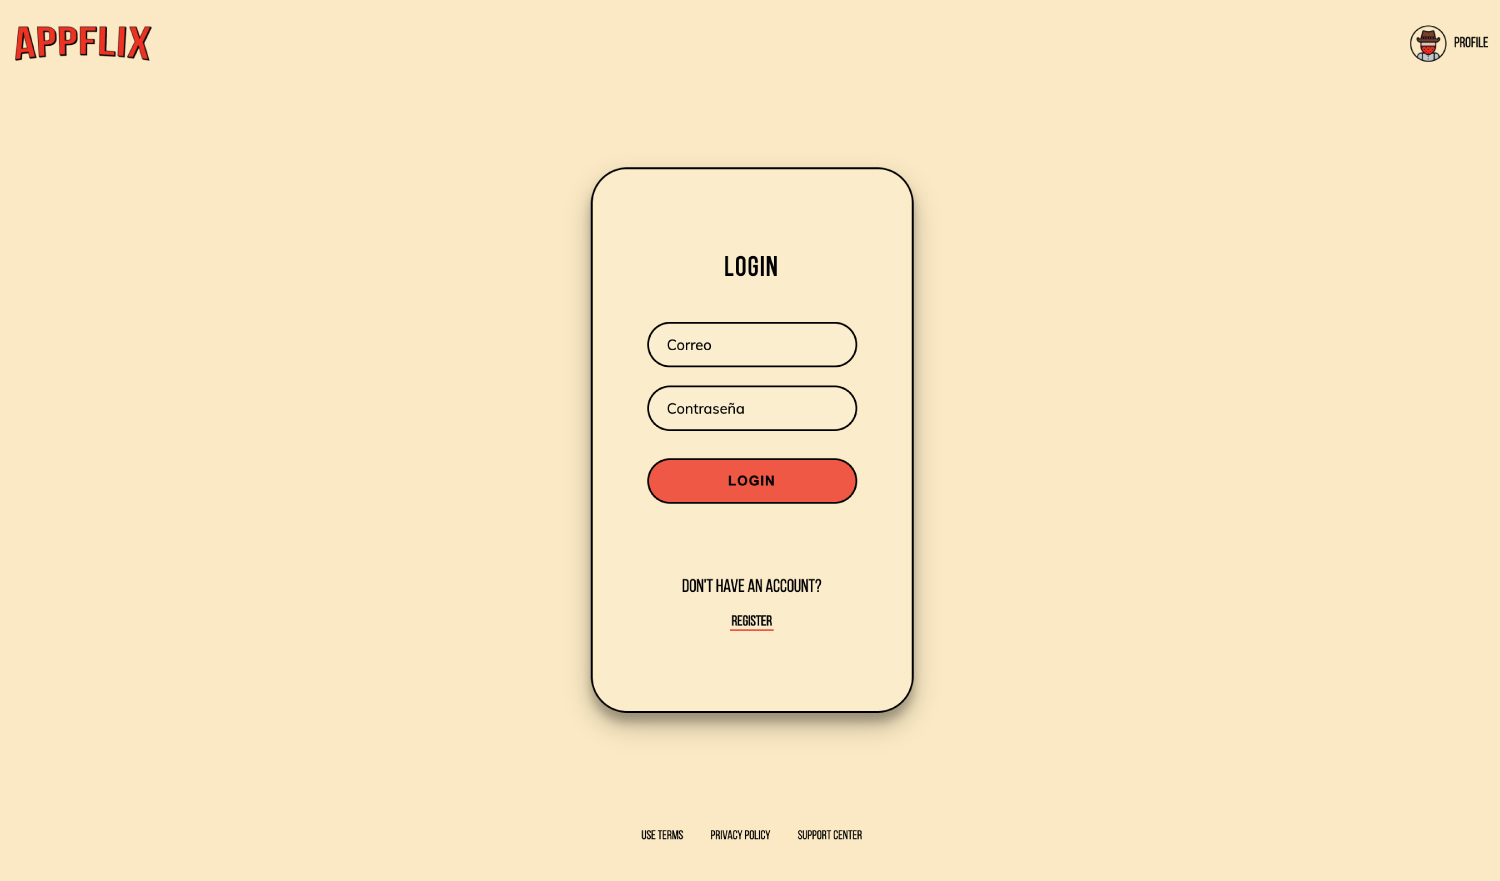 APPFLIX
PROFILE
LOGIN
Correo
Contraseña
LOGIN
DON'T HAVE AN ACCOUNT?
REGISTER
USE TERMS PRIVACY POLICY SUPPORT CENTER